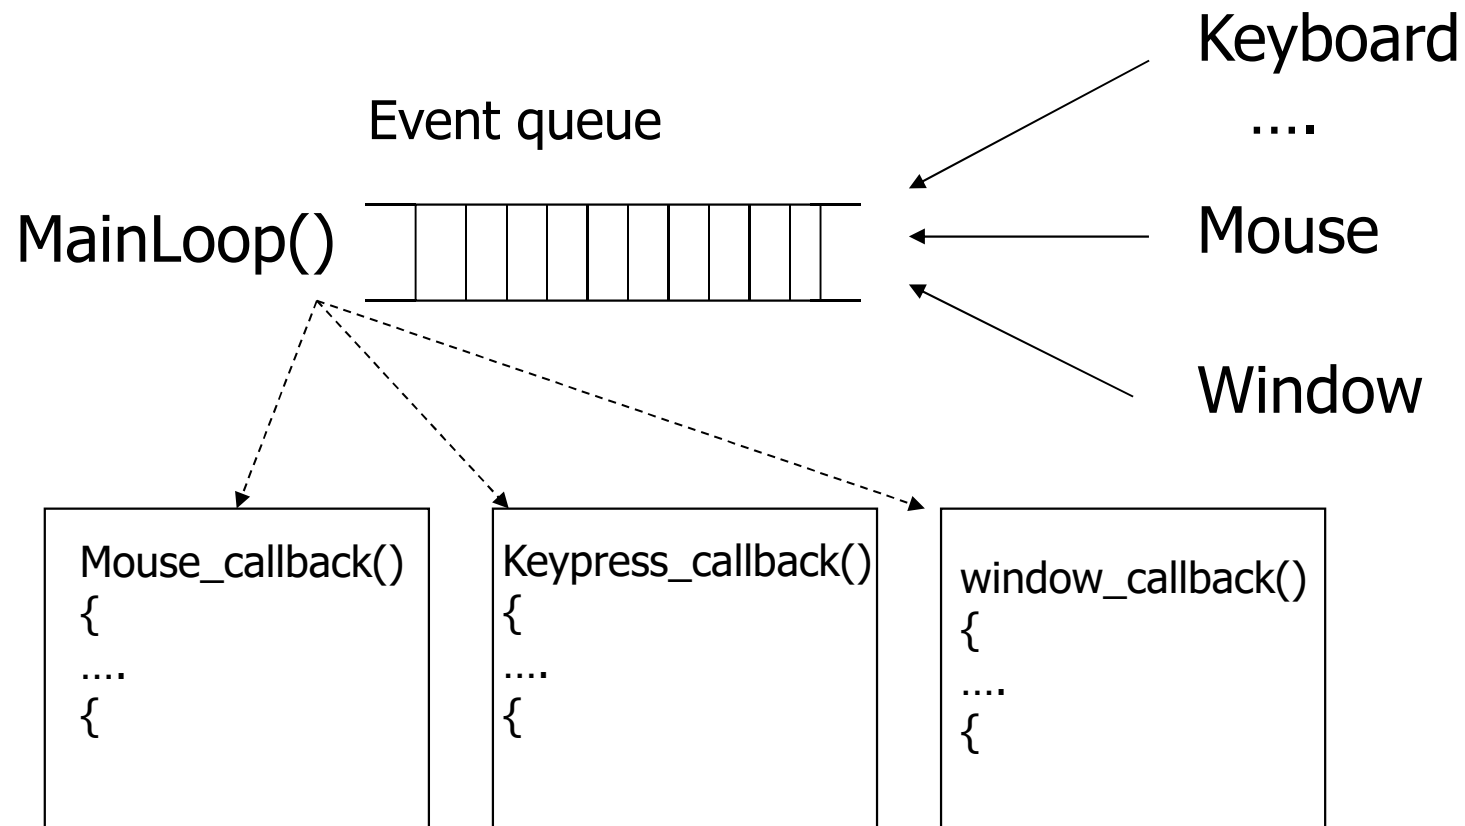 Keyboard
….
Event queue
MainLoop()
Mouse
Window
Mouse_callback()
{
….
{
Keypress_callback()
{
….
{
window_callback()
{
….
{